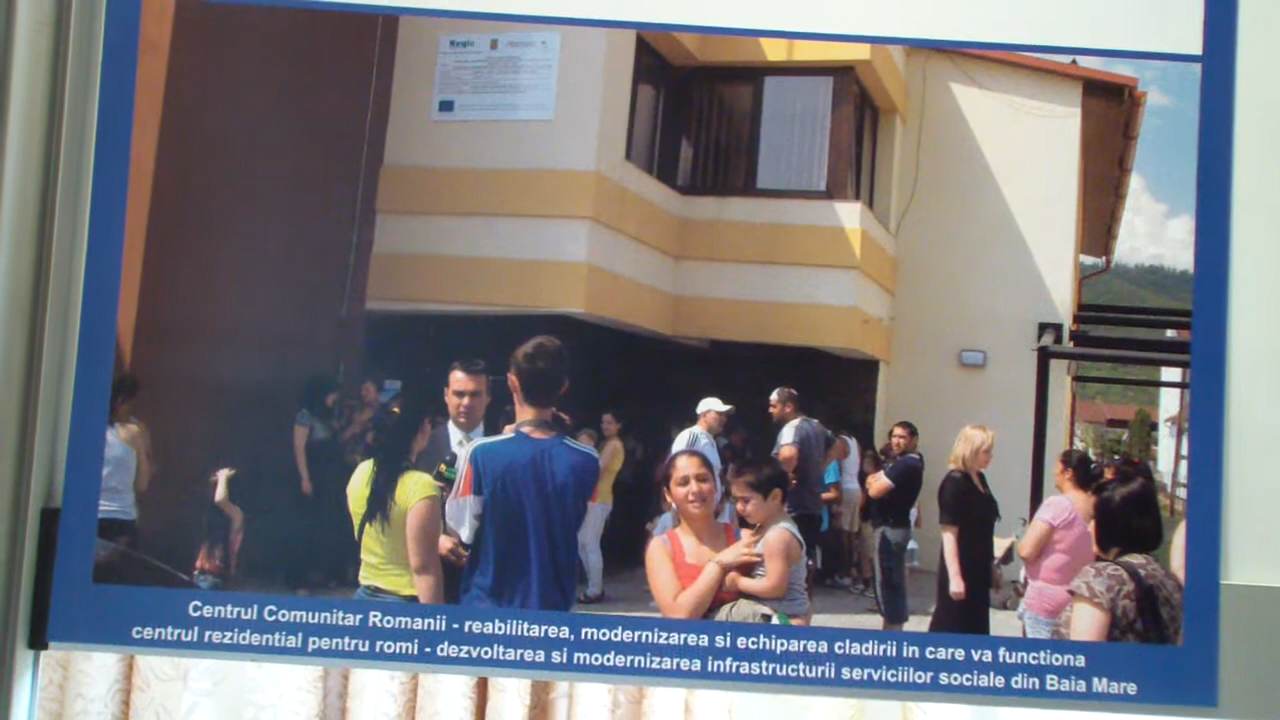 Regio
Centrul Comunitar Romanii - reabilitarea, modernizarea si echiparea cladirii in care va functiona
centrul rezidential pentru romi - dezvoltarea si modernizarea infrastructurii serviciilor sociale din Baia Mare